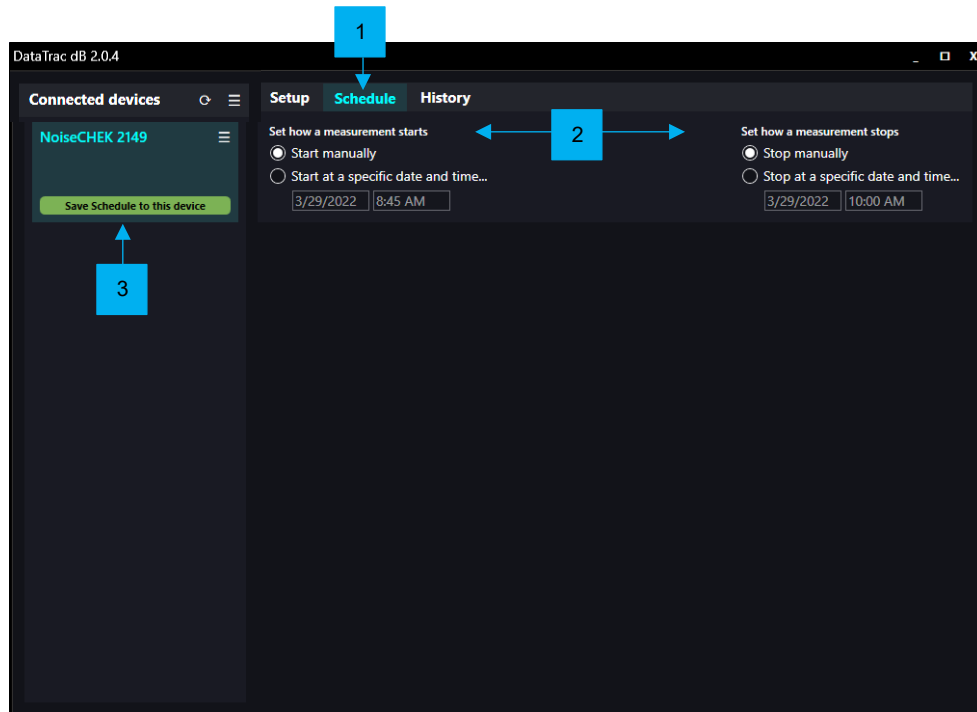 1
DataTrac dB 2.0.4
Connected devices
Setup Schedule History
NoiseCHEK 2149
Save Schedule to this device
3
Set how a measurement starts
Start manually
Start at a specific date and time...
3/29/2022 8:45 AM
2
Set how a measurement stops
Stop manually
Stop at a specific date and time...
3/29/2022 10:00 AM